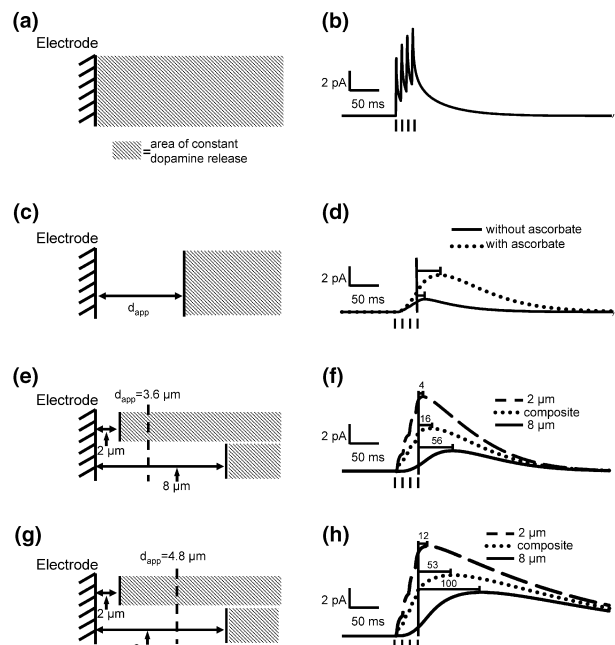 (a)
Electrode
=area of constant
dopamine release
(b)
2 pA
50 ms
(c)
Electrode
d_app
(d)
without ascorbate
with ascorbate
2 pA
50 ms
(e)
d_app=3.6 µm
Electrode
2 µm
8 µm
(f)
4
16
56
2 µm
composite
8 µm
2 pA
50 ms
(g)
d_app=4.8 µm
Electrode
2 µm
(h)
12
53
100
2 µm
composite
8 µm
2 pA
50 ms